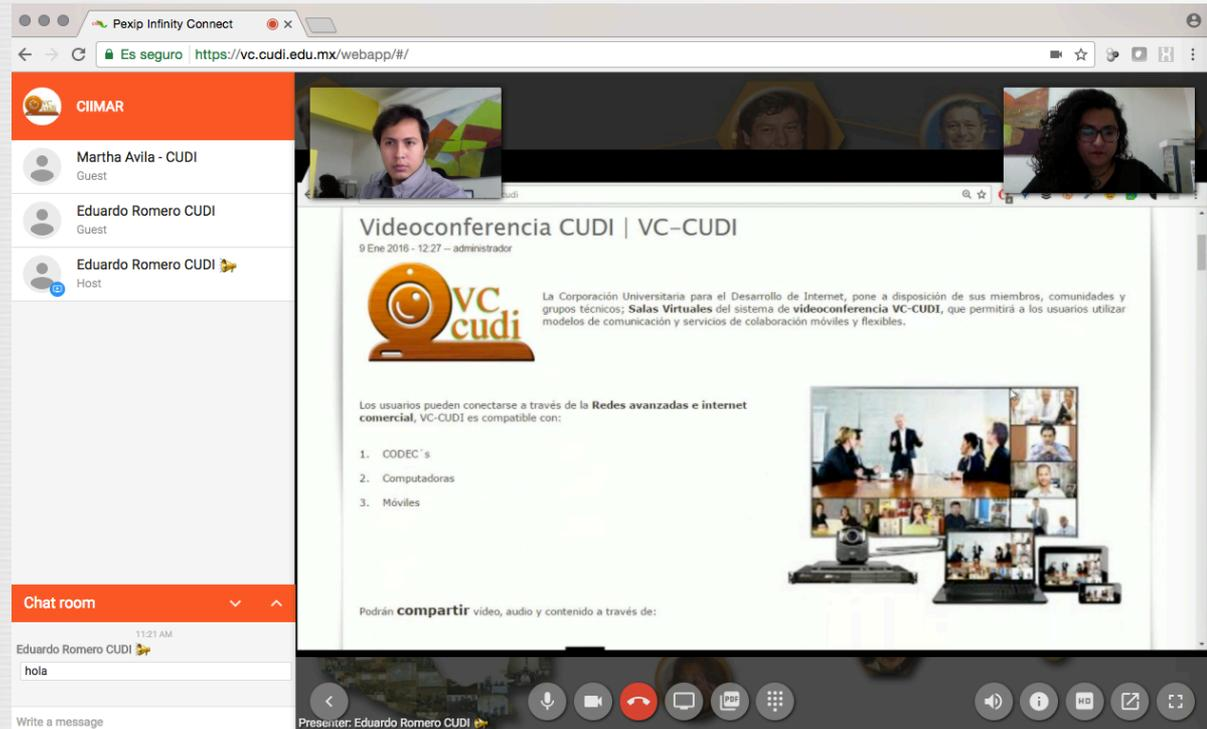 Pexip Infinity Connect
Es seguro https://vc.cudi.edu.mx/webapp/#/
CIIMAR
Martha Avila - CUDI
Guest
Eduardo Romero CUDI
Guest
Eduardo Romero CUDI
Host
Chat room
11:21 AM
Eduardo Romero CUDI
hola
Write a message
cudi
Videoconferencia CUDI | VC-CUDI
9 Ene 2016 - 12:27 -- administrador
VC
cudi
La Corporación Universitaria para el Desarrollo de Internet, pone a disposición de sus miembros, comunidades y
grupos técnicos; Salas Virtuales del sistema de videoconferencia VC-CUDI, que permitirá a los usuarios utilizar
modelos de comunicación y servicios de colaboración móviles y flexibles.
Los usuarios pueden conectarse a través de la Redes avanzadas e internet
comercial, VC-CUDI es compatible con:
1. CODEC´s
2. Computadoras
3. Móviles
Podrán compartir vídeo, audio y contenido a través de:
PDF
HD
Presenter: Eduardo Romero CUDI